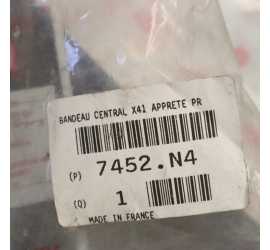 BANDEAU CENTRAL X41 APPRETE PR
(P) 7452.N4
(Q) 1
MADE IN FRANCE